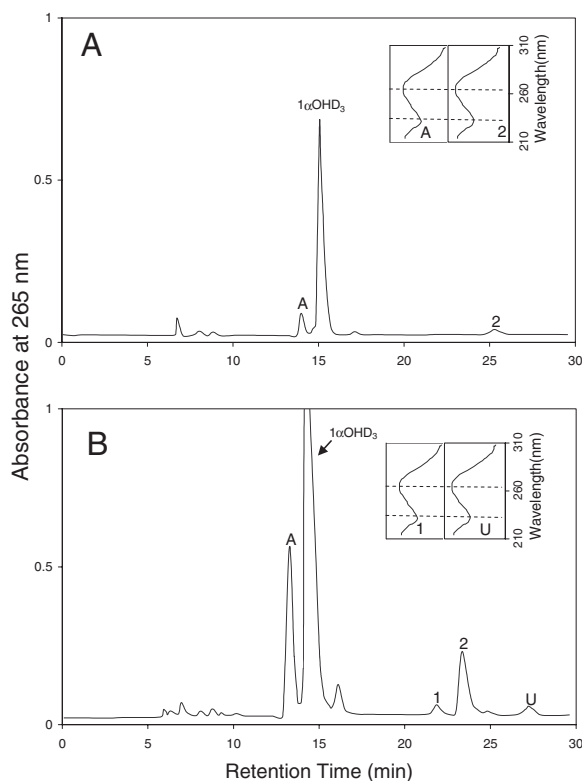 Absorbance at 265 nm
A
1
0.5
0
1αOHD3
A
2
A
2
310
260
210
Wavelength(nm)
0
5
10
15
20
25
30
B
1
0.5
0
1αOHD3
A
1
2
U
1
U
310
260
210
Wavelength(nm)
0
5
10
15
20
25
30
Retention Time (min)